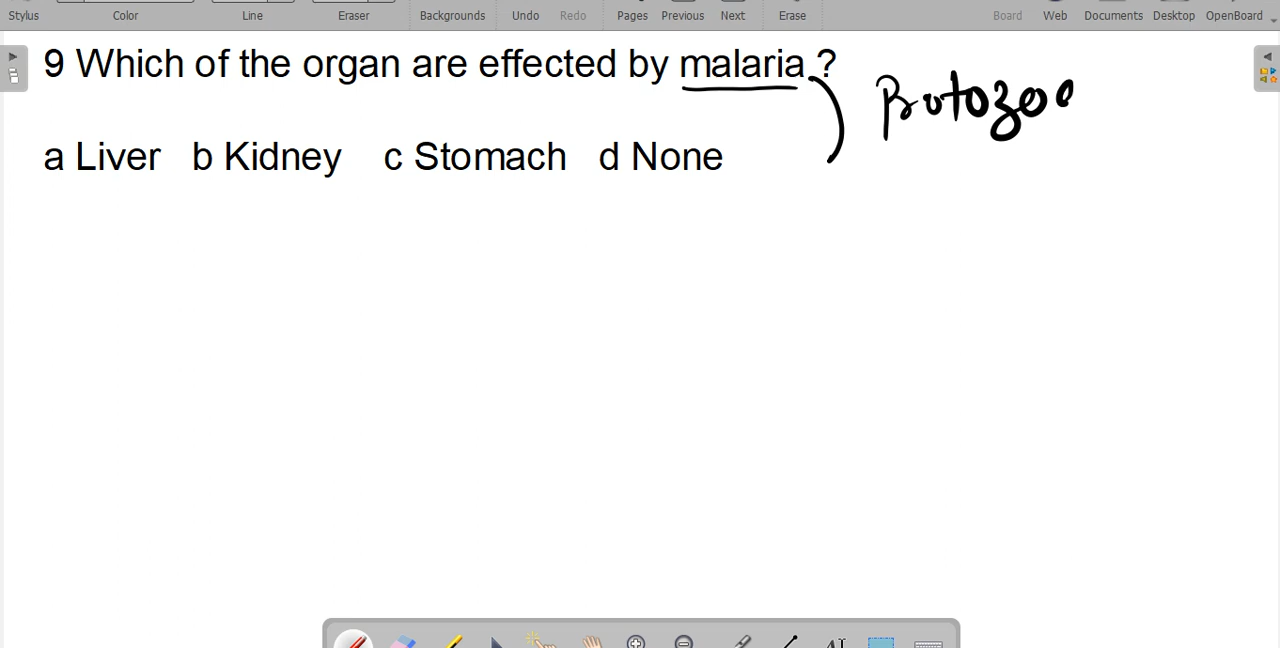 Stylus Color Line Eraser Backgrounds Undo Redo Pages Previous Next Erase Board Web Documents Desktop OpenBoard
9 Which of the organ are effected by malaria ?
Protozoa
a Liver b Kidney c Stomach d None